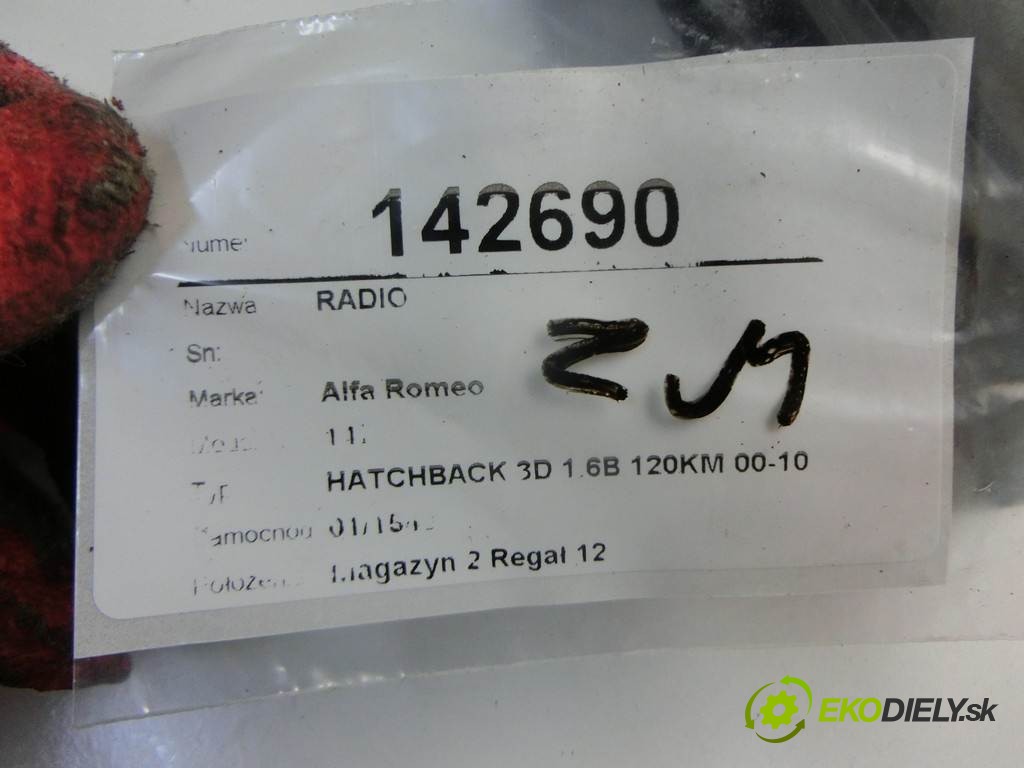 142690
Nazwa RADIO
Sn:
Marka: Alfa Romeo
HATCHBACK 3D 1.6B 120KM 00-10
Magazyn 2 Regał 12
EKODIELY.sk